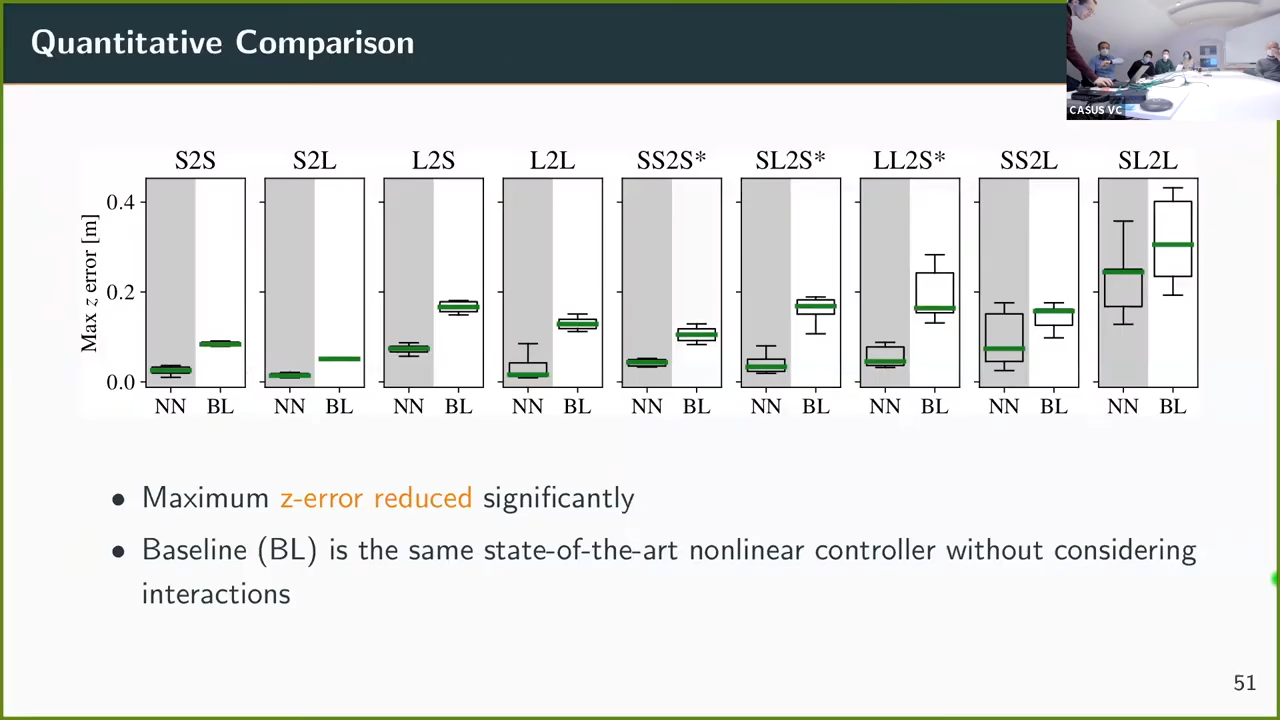 Quantitative Comparison
CASUS VC
S2S S2L L2S L2L SS2S* SL2S* LL2S* SS2L SL2L
Max z error [m]
0.4
0.2
0.0
NN BL NN BL NN BL NN BL NN BL NN BL NN BL NN BL NN BL
• Maximum z-error reduced significantly
• Baseline (BL) is the same state-of-the-art nonlinear controller without considering
interactions
51